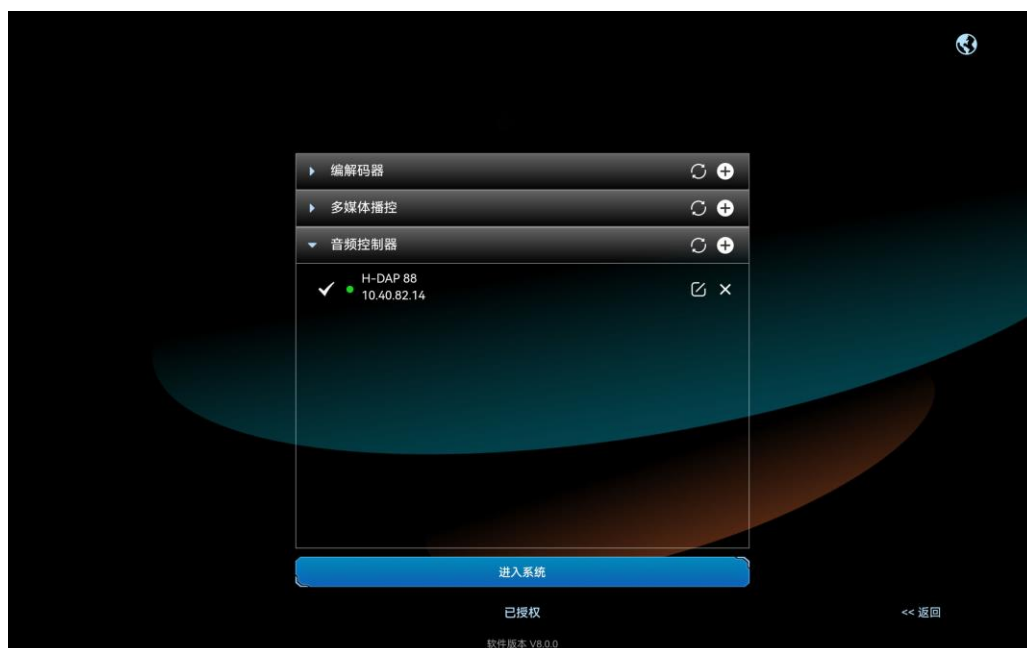 编解码器
多媒体播控
音频控制器
H-DAP 88
10.40.82.14
进入系统
已授权
<< 返回
软件版本 V8.0.0